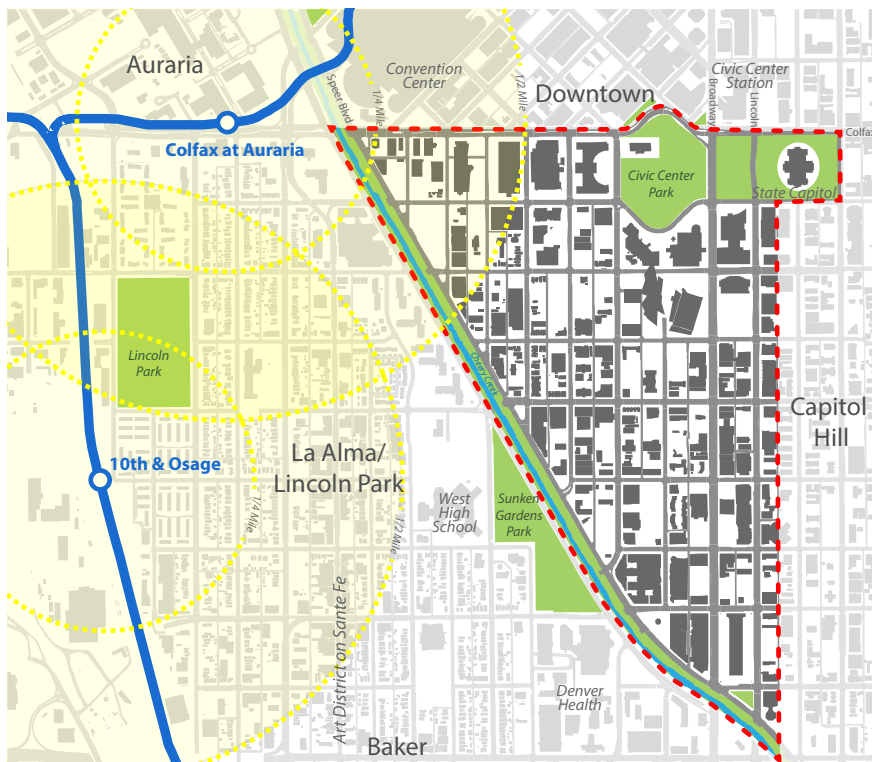 Auraria
Convention
Center
Civic Center
Station
Downtown
Speer Blvd
1/4 Mile
1/2 Mile
Broadway
Lincoln
Colfax
Colfax at Auraria
Civic Center
Park
State Capitol
Lincoln
Park
Cherry Creek
Capitol
Hill
La Alma/
Lincoln Park
10th & Osage
1/4 Mile
1/2 Mile
West
High
School
Sunken
Gardens
Park
Art District on Sante Fe
Denver
Health
Baker